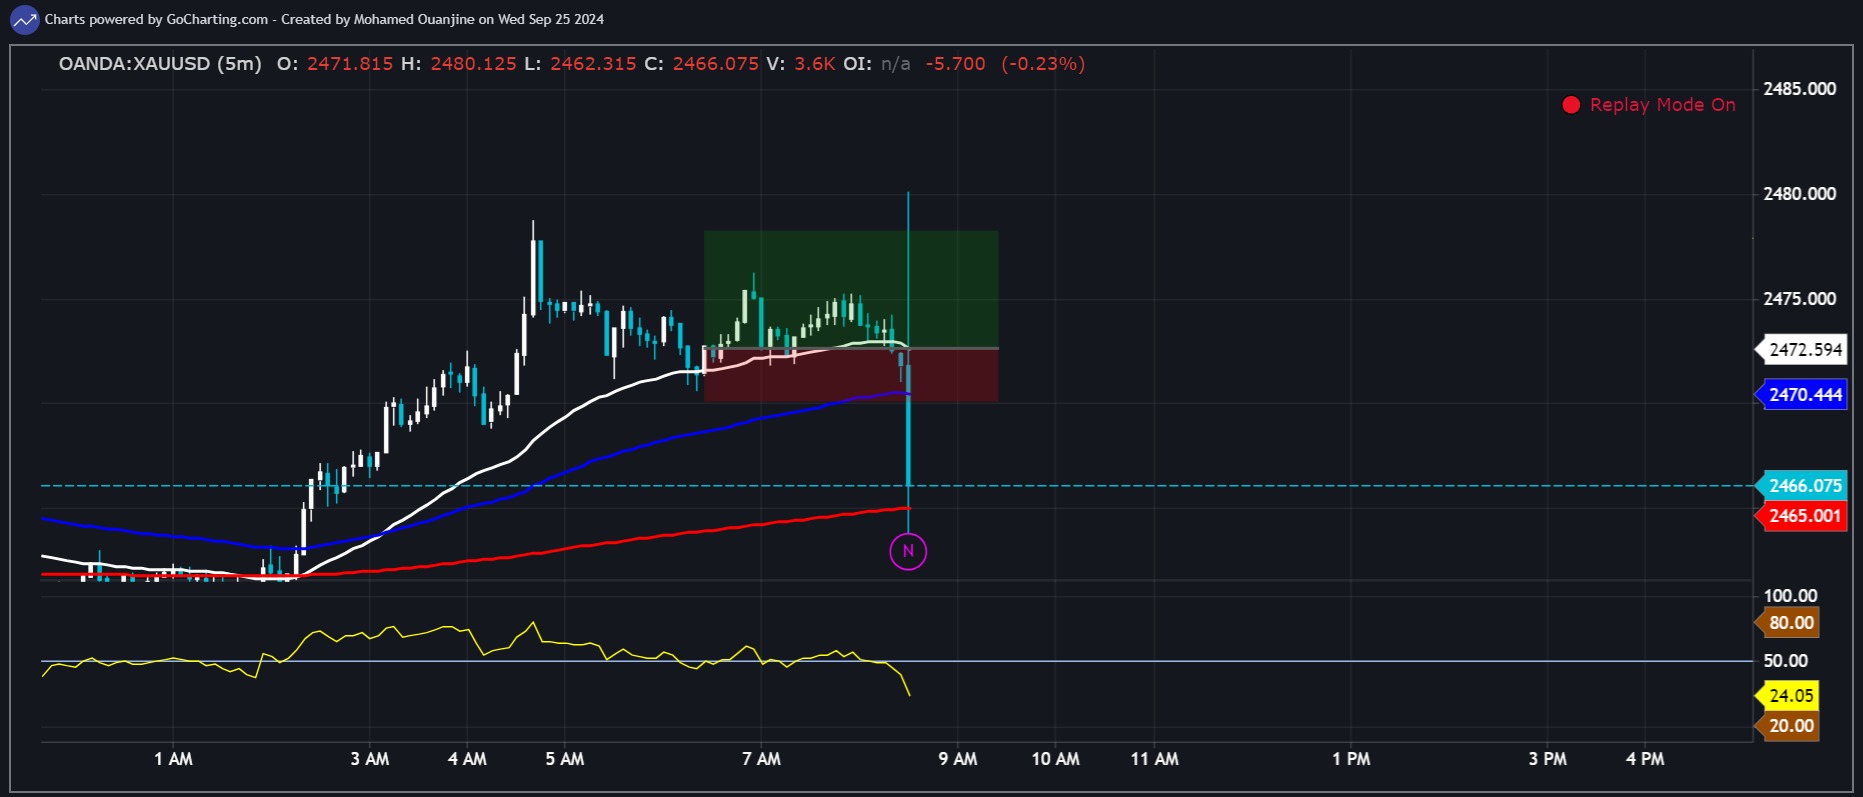 Charts powered by GoCharting.com - Created by Mohamed Ouanjine on Wed Sep 25 2024
OANDA:XAUUSD (5m) O: 2471.815 H: 2480.125 L: 2462.315 C: 2466.075 V: 3.6K OI: n/a -5.700 (-0.23%)
2485.000
Replay Mode On
2480.000
2475.000
2472.594
2470.444
2466.075
2465.001
N
100.00
80.00
50.00
24.05
20.00
1 AM 3 AM 4 AM 5 AM 7 AM 9 AM 10 AM 11 AM 1 PM 3 PM 4 PM